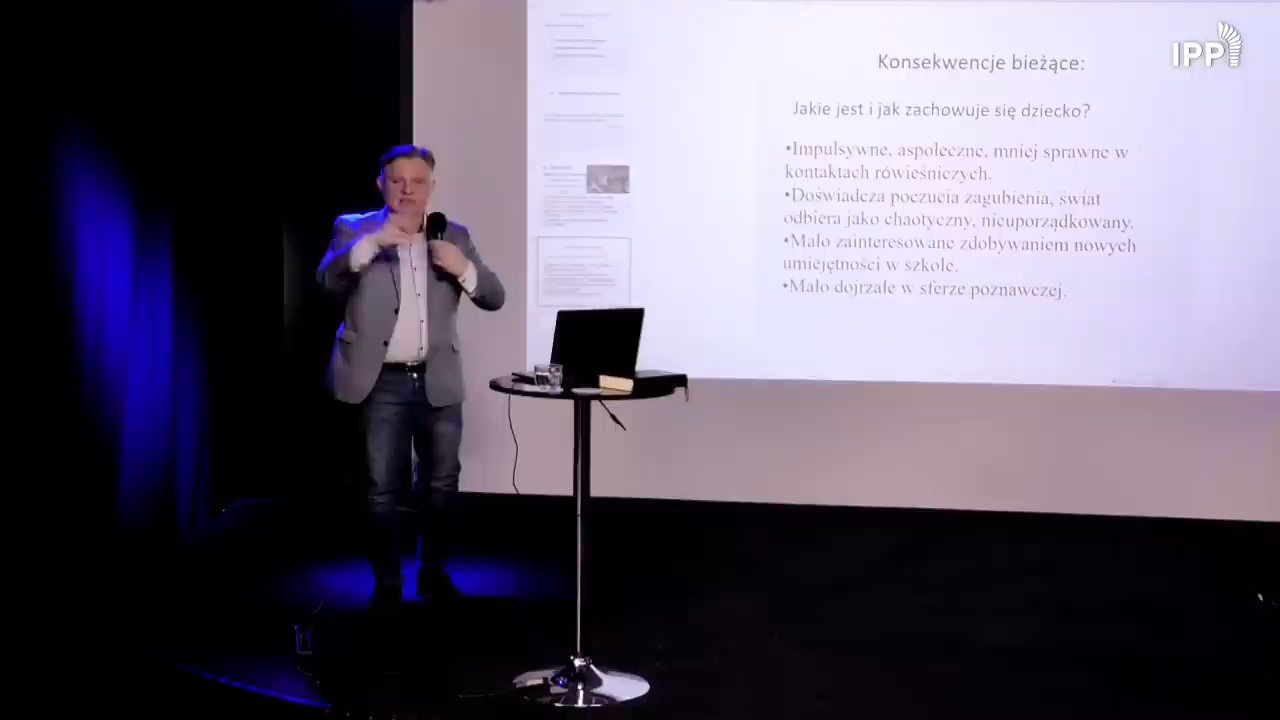 IPP
Konsekwencje bieżące:
Jakie jest i jak zachowuje się dziecko?
•Impulsywne, aspołeczne, mniej sprawne w
kontaktach rówieśniczych.
•Doświadcza poczucia zagubienia, świat
odbiera jako chaotyczny, nieuporządkowany.
•Mało zainteresowane zdobywaniem nowych
umiejętności w szkole.
•Mało dojrzałe w sferze poznawczej.